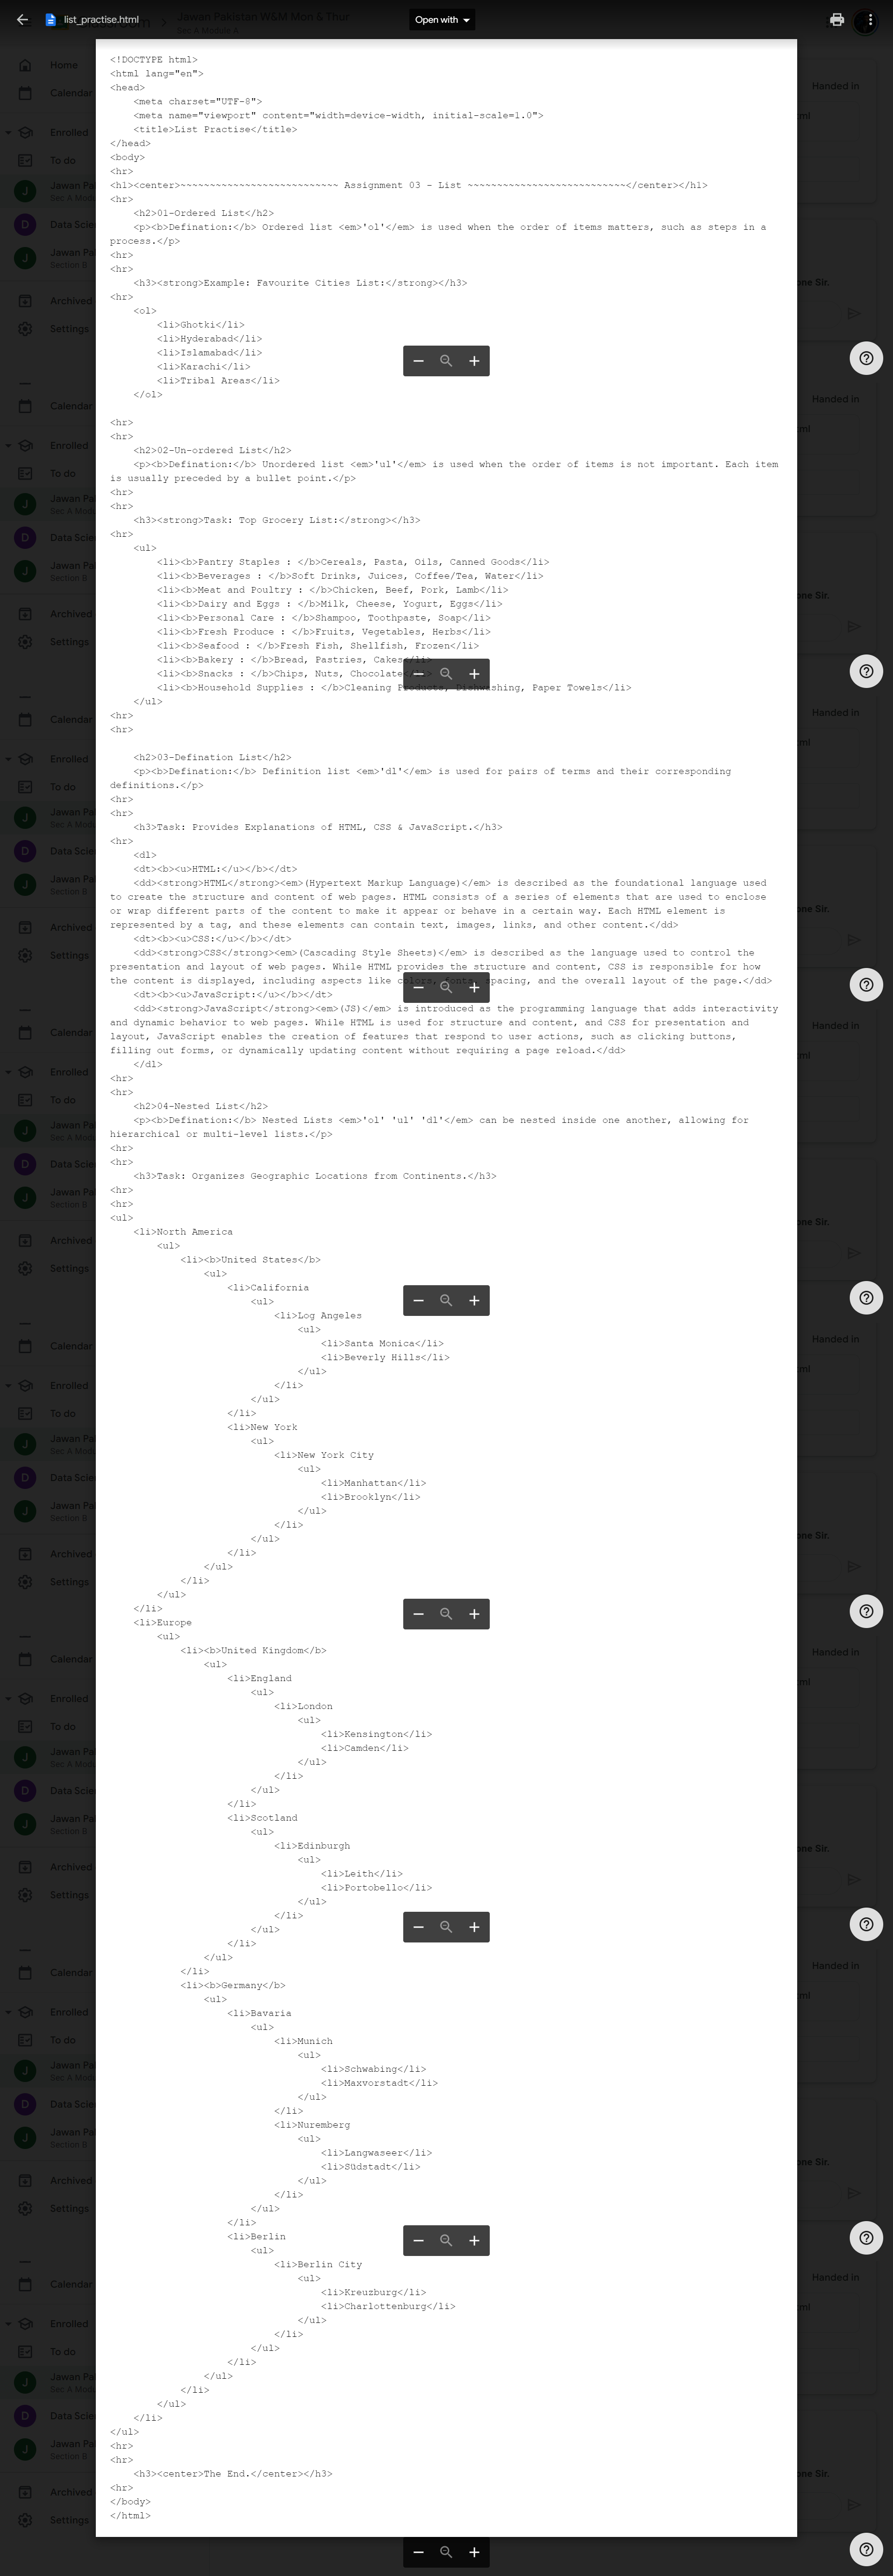 list_practise.html
Open with
Jawan Pakistan W&M Mon & Thur
<!DOCTYPE html>
<html lang="en">
<head>
    <meta charset="UTF-8">
    <meta name="viewport" content="width=device-width, initial-scale=1.0">
    <title>List Practise</title>
</head>
<body>
<hr>
<h1><center>~~~~~~~~~~~~~~~~~~~~~~~~~~~ Assignment 03 - List ~~~~~~~~~~~~~~~~~~~~~~~~~~~</center></h1>
<hr>
    <h2>01-Ordered List</h2>
    <p><b>Defination:</b> Ordered list <em>'ol'</em> is used when the order of items matters, such as steps in a
process.</p>
<hr>
<hr>
    <h3><strong>Example: Favourite Cities List:</strong></h3>
<hr>
    <ol>
        <li>Ghotki</li>
        <li>Hyderabad</li>
        <li>Islamabad</li>
        <li>Karachi</li>
        <li>Tribal Areas</li>
    </ol>
<hr>
<hr>
    <h2>02-Un-ordered List</h2>
    <p><b>Defination:</b> Unordered list <em>'ul'</em> is used when the order of items is not important. Each item
is usually preceded by a bullet point.</p>
<hr>
<hr>
    <h3><strong>Task: Top Grocery List:</strong></h3>
<hr>
    <ul>
        <li><b>Pantry Staples : </b>Cereals, Pasta, Oils, Canned Goods</li>
        <li><b>Beverages : </b>Soft Drinks, Juices, Coffee/Tea, Water</li>
        <li><b>Meat and Poultry : </b>Chicken, Beef, Pork, Lamb</li>
        <li><b>Dairy and Eggs : </b>Milk, Cheese, Yogurt, Eggs</li>
        <li><b>Personal Care : </b>Shampoo, Toothpaste, Soap</li>
        <li><b>Fresh Produce : </b>Fruits, Vegetables, Herbs</li>
        <li><b>Seafood : </b>Fresh Fish, Shellfish, Frozen</li>
        <li><b>Bakery : </b>Bread, Pastries, Cakes</li>
        <li><b>Snacks : </b>Chips, Nuts, Chocolate</li>
        <li><b>Household Supplies : </b>Cleaning Products, Dishwashing, Paper Towels</li>
    </ul>
<hr>
<hr>
    <h2>03-Defination List</h2>
    <p><b>Defination:</b> Definition list <em>'dl'</em> is used for pairs of terms and their corresponding
definitions.</p>
<hr>
<hr>
    <h3>Task: Provides Explanations of HTML, CSS & JavaScript.</h3>
<hr>
    <dl>
    <dt><b><u>HTML:</u></b></dt>
    <dd><strong>HTML</strong><em>(Hypertext Markup Language)</em> is described as the foundational language used
to create the structure and content of web pages. HTML consists of a series of elements that are used to enclose
or wrap different parts of the content to make it appear or behave in a certain way. Each HTML element is
represented by a tag, and these elements can contain text, images, links, and other content.</dd>
    <dt><b><u>CSS:</u></b></dt>
    <dd><strong>CSS</strong><em>(Cascading Style Sheets)</em> is described as the language used to control the
presentation and layout of web pages. While HTML provides the structure and content, CSS is responsible for how
the content is displayed, including aspects like colors, fonts, spacing, and the overall layout of the page.</dd>
    <dt><b><u>JavaScript:</u></b></dt>
    <dd><strong>JavaScript</strong><em>(JS)</em> is introduced as the programming language that adds interactivity
and dynamic behavior to web pages. While HTML is used for structure and content, and CSS for presentation and
layout, JavaScript enables the creation of features that respond to user actions, such as clicking buttons,
filling out forms, or dynamically updating content without requiring a page reload.</dd>
    </dl>
<hr>
<hr>
    <h2>04-Nested List</h2>
    <p><b>Defination:</b> Nested Lists <em>'ol' 'ul' 'dl'</em> can be nested inside one another, allowing for
hierarchical or multi-level lists.</p>
<hr>
<hr>
    <h3>Task: Organizes Geographic Locations from Continents.</h3>
<hr>
<hr>
<ul>
    <li>North America
        <ul>
            <li><b>United States</b>
                <ul>
                    <li>California
                        <ul>
                            <li>Log Angeles
                                <ul>
                                    <li>Santa Monica</li>
                                    <li>Beverly Hills</li>
                                </ul>
                            </li>
                        </ul>
                    </li>
                    <li>New York
                        <ul>
                            <li>New York City
                                <ul>
                                    <li>Manhattan</li>
                                    <li>Brooklyn</li>
                                </ul>
                            </li>
                        </ul>
                    </li>
                </ul>
            </li>
        </ul>
    </li>
    <li>Europe
        <ul>
            <li><b>United Kingdom</b>
                <ul>
                    <li>England
                        <ul>
                            <li>London
                                <ul>
                                    <li>Kensington</li>
                                    <li>Camden</li>
                                </ul>
                            </li>
                        </ul>
                    </li>
                    <li>Scotland
                        <ul>
                            <li>Edinburgh
                                <ul>
                                    <li>Leith</li>
                                    <li>Portobello</li>
                                </ul>
                            </li>
                        </ul>
                    </li>
                </ul>
            </li>
            <li><b>Germany</b>
                <ul>
                    <li>Bavaria
                        <ul>
                            <li>Munich
                                <ul>
                                    <li>Schwabing</li>
                                    <li>Maxvorstadt</li>
                                </ul>
                            </li>
                            <li>Nuremberg
                                <ul>
                                    <li>Langwaseer</li>
                                    <li>Südstadt</li>
                                </ul>
                            </li>
                        </ul>
                    </li>
                    <li>Berlin
                        <ul>
                            <li>Berlin City
                                <ul>
                                    <li>Kreuzburg</li>
                                    <li>Charlottenburg</li>
                                </ul>
                            </li>
                        </ul>
                    </li>
                </ul>
            </li>
        </ul>
    </li>
</ul>
<hr>
<hr>
    <h3><center>The End.</center></h3>
<hr>
</body>
</html>